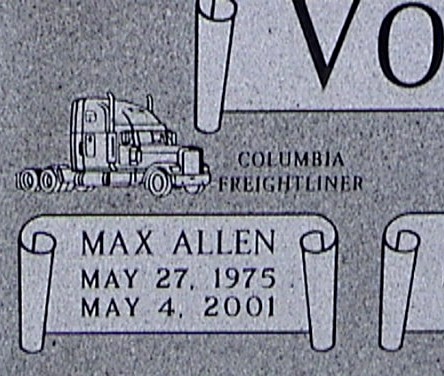 Vo
COLUMBIA
FREIGHTLINER
MAX ALLEN
MAY 27, 1975
MAY 4, 2001